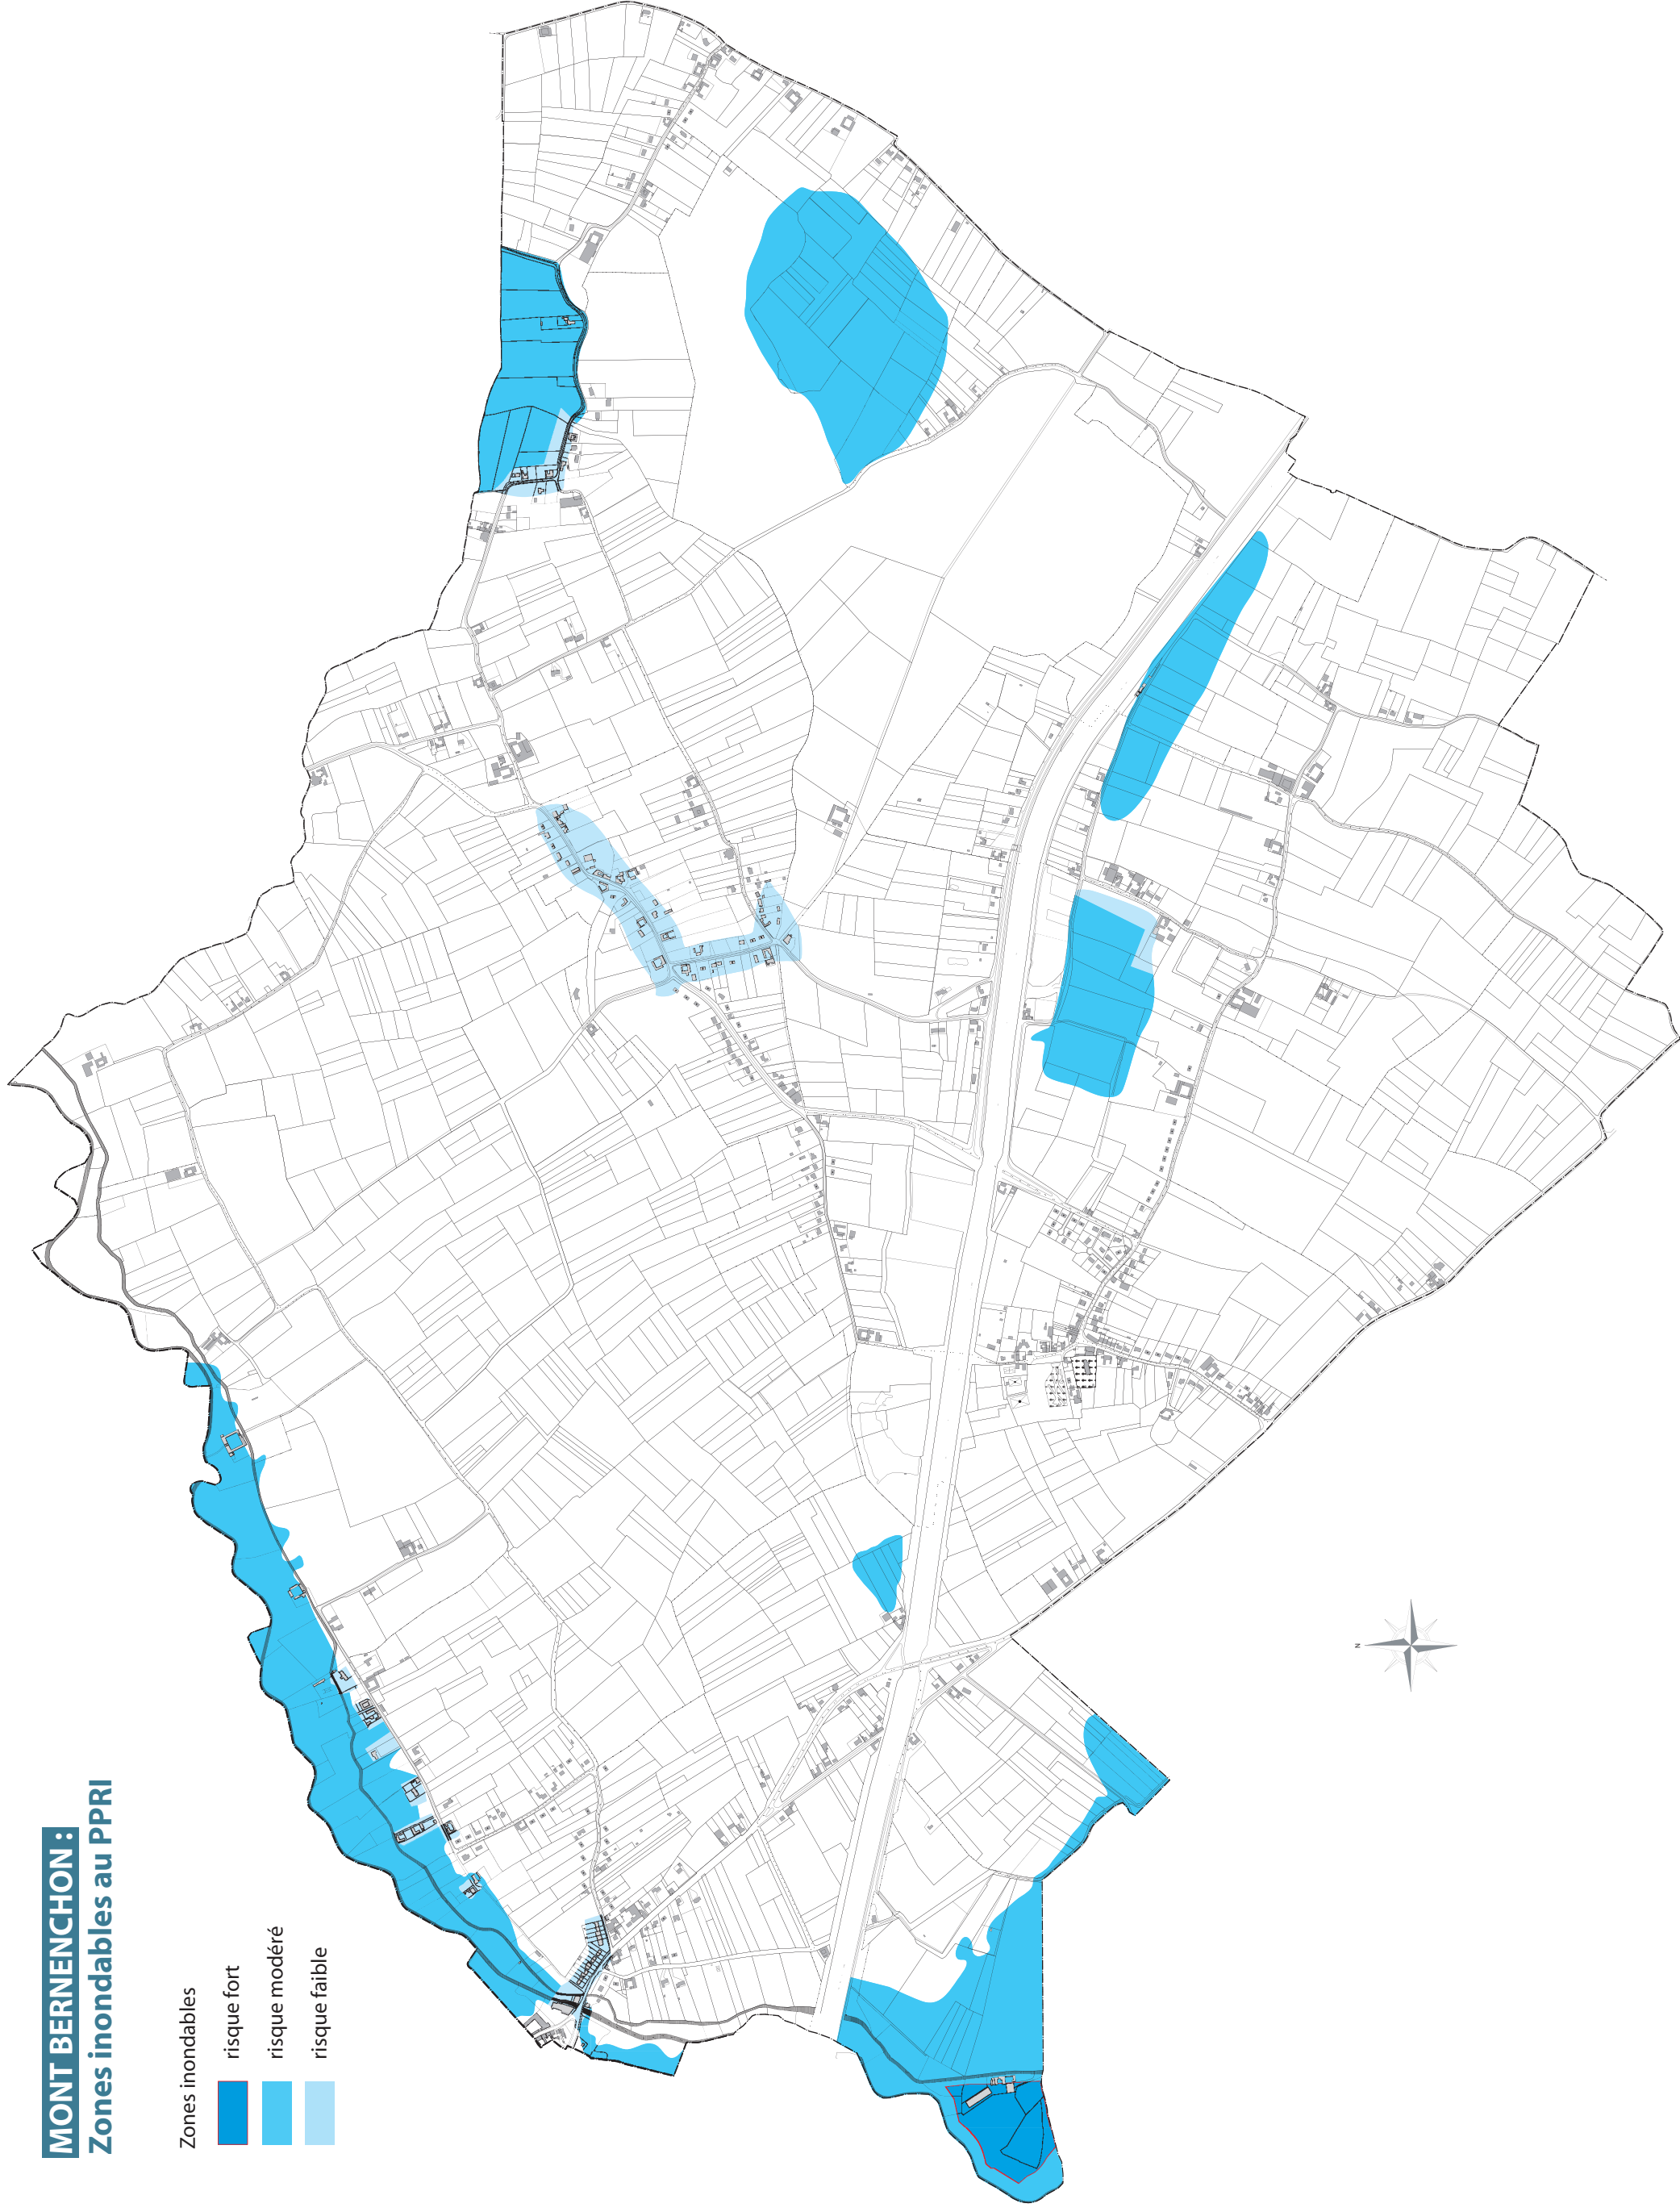 MONT BERNENCHON :
Zones inondables au PPRI
Zones inondables
risque fort
risque modéré
risque faible
N